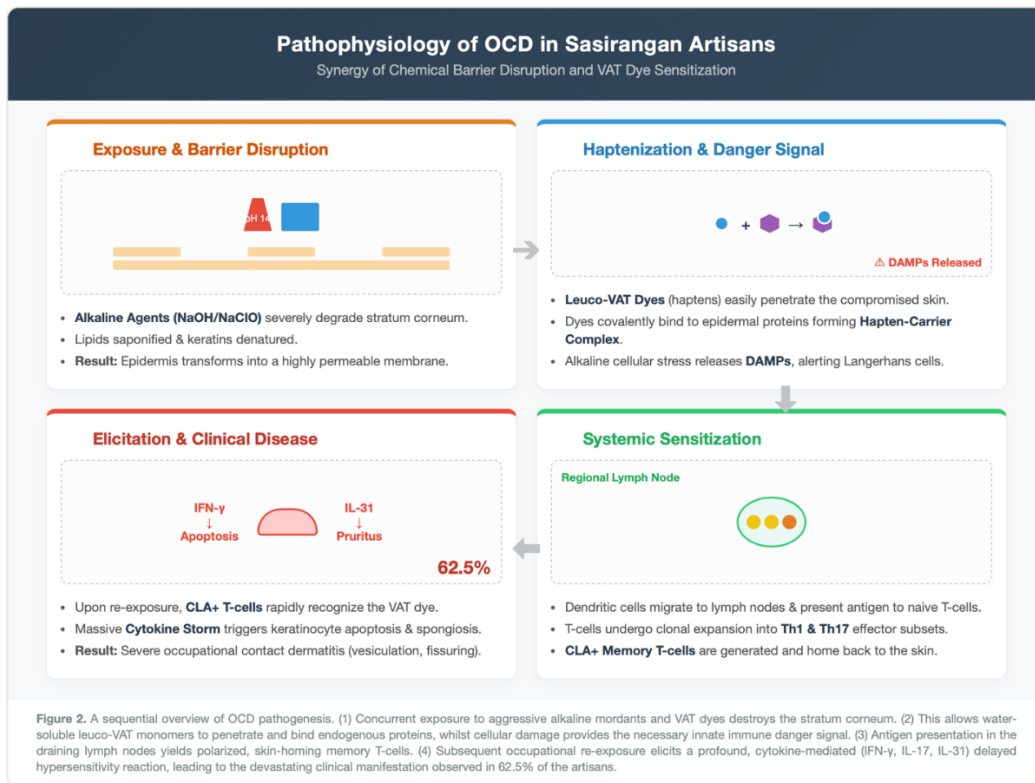 Pathophysiology of OCD in Sasirangan Artisans
Synergy of Chemical Barrier Disruption and VAT Dye Sensitization
Exposure & Barrier Disruption
pH 14
• Alkaline Agents (NaOH/NaClO) severely degrade stratum corneum.
• Lipids saponified & keratins denatured.
• Result: Epidermis transforms into a highly permeable membrane.
Haptenization & Danger Signal
+ →
⚠ DAMPs Released
• Leuco-VAT Dyes (haptens) easily penetrate the compromised skin.
• Dyes covalently bind to epidermal proteins forming Hapten-Carrier
Complex.
• Alkaline cellular stress releases DAMPs, alerting Langerhans cells.
Elicitation & Clinical Disease
IFN-γ IL-31
↓ ↓
Apoptosis Pruritus
62.5%
• Upon re-exposure, CLA+ T-cells rapidly recognize the VAT dye.
• Massive Cytokine Storm triggers keratinocyte apoptosis & spongiosis.
• Result: Severe occupational contact dermatitis (vesiculation, fissuring).
Systemic Sensitization
Regional Lymph Node
• Dendritic cells migrate to lymph nodes & present antigen to naive T-cells.
• T-cells undergo clonal expansion into Th1 & Th17 effector subsets.
• CLA+ Memory T-cells are generated and home back to the skin.
Figure 2. A sequential overview of OCD pathogenesis. (1) Concurrent exposure to aggressive alkaline mordants and VAT dyes destroys the stratum corneum. (2) This allows water-
soluble leuco-VAT monomers to penetrate and bind endogenous proteins, whilst cellular damage provides the necessary innate immune danger signal. (3) Antigen presentation in the
draining lymph nodes yields polarized, skin-homing memory T-cells. (4) Subsequent occupational re-exposure elicits a profound, cytokine-mediated (IFN-γ, IL-17, IL-31) delayed
hypersensitivity reaction, leading to the devastating clinical manifestation observed in 62.5% of the artisans.